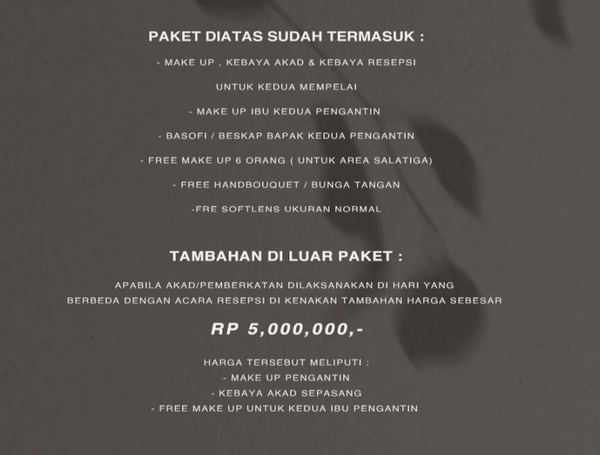 PAKET DIATAS SUDAH TERMASUK :
- MAKE UP , KEBAYA AKAD & KEBAYA RESEPSI
UNTUK KEDUA MEMPELAI
- MAKE UP IBU KEDUA PENGANTIN
- BASOFI / BESKAP BAPAK KEDUA PENGANTIN
- FREE MAKE UP 6 ORANG ( UNTUK AREA SALATIGA)
- FREE HANDBOUQUET / BUNGA TANGAN
-FRE SOFTLENS UKURAN NORMAL
TAMBAHAN DI LUAR PAKET :
APABILA AKAD/PEMBERKATAN DILAKSANAKAN DI HARI YANG
BERBEDA DENGAN ACARA RESEPSI DI KENAKAN TAMBAHAN HARGA SEBESAR
RP 5,000,000,-
HARGA TERSEBUT MELIPUTI :
- MAKE UP PENGANTIN
- KEBAYA AKAD SEPASANG
- FREE MAKE UP UNTUK KEDUA IBU PENGANTIN